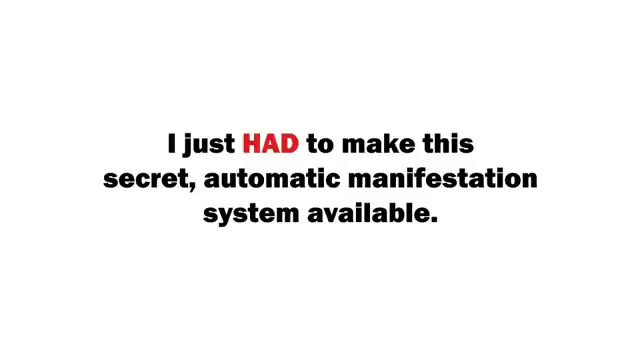 I just HAD to make this
secret, automatic manifestation
system available.